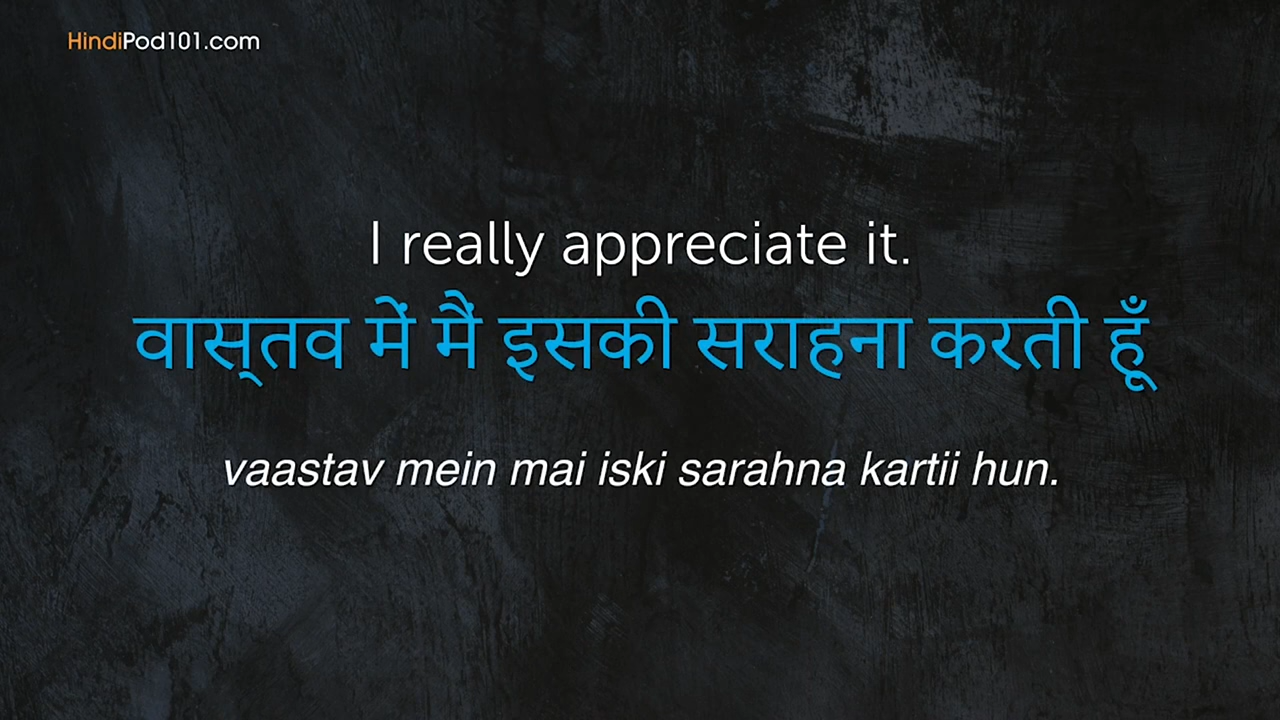 HindiPod101.com
I really appreciate it.
वास्‌तव में मैं इसकी सराहना करती हूँ
vaastav mein mai iski sarahna kartii hun.